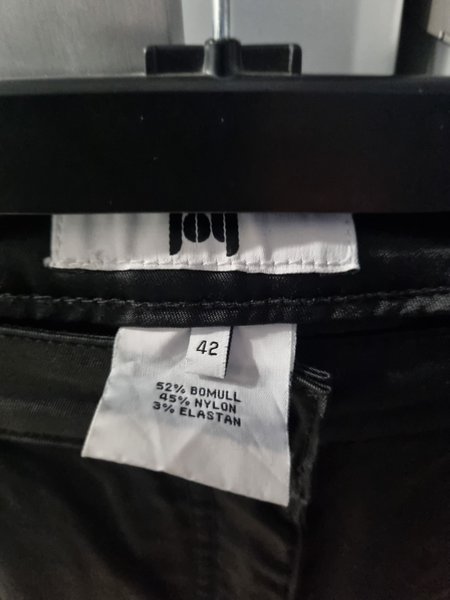 42
52% BOMULL
45% NYLON
3% ELASTAN